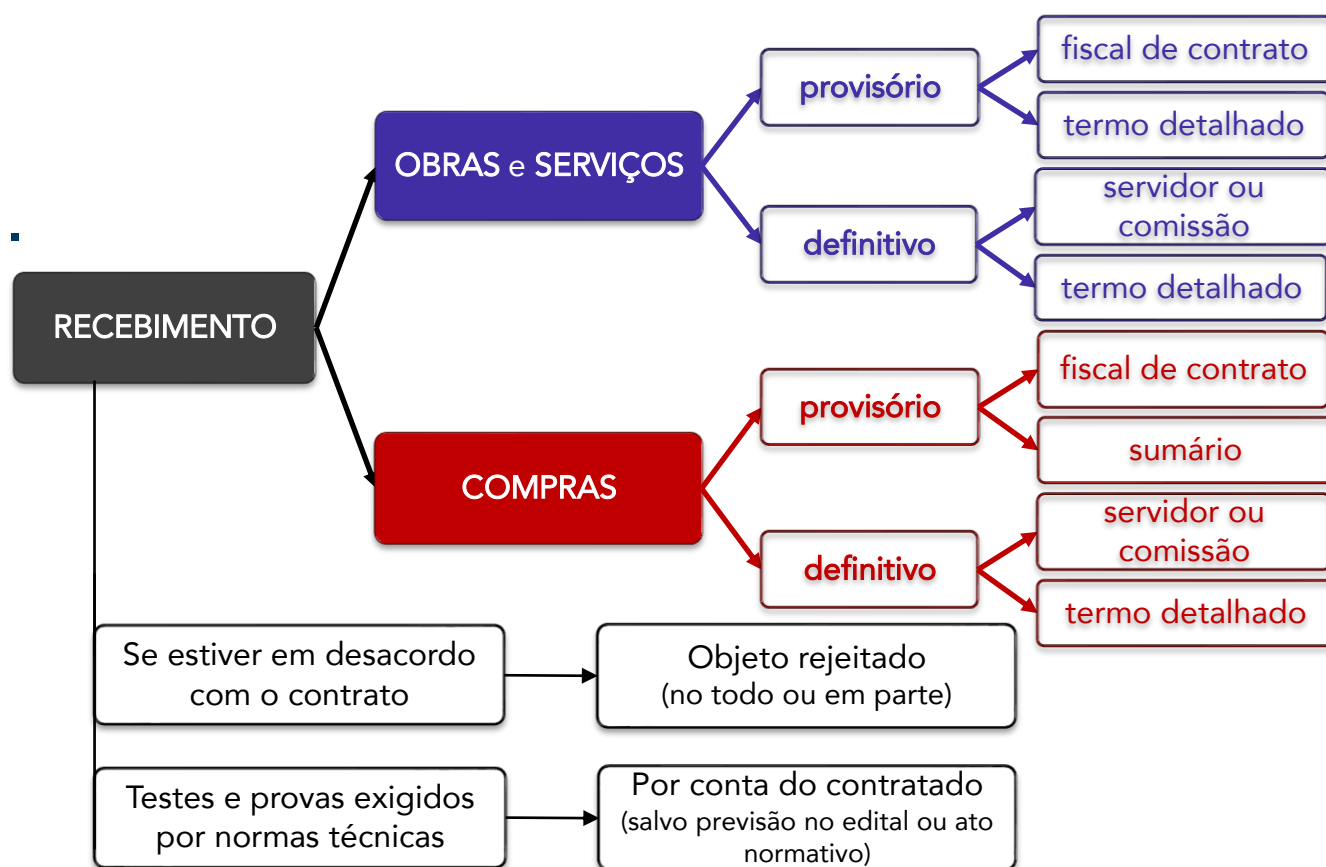 RECEBIMENTO
OBRAS e SERVIÇOS
provisório
fiscal de contrato
termo detalhado
definitivo
servidor ou
comissão
termo detalhado
COMPRAS
provisório
fiscal de contrato
sumário
definitivo
servidor ou
comissão
termo detalhado
Se estiver em desacordo
com o contrato
Objeto rejeitado
(no todo ou em parte)
Testes e provas exigidos
por normas técnicas
Por conta do contratado
(salvo previsão no edital ou ato
normativo)